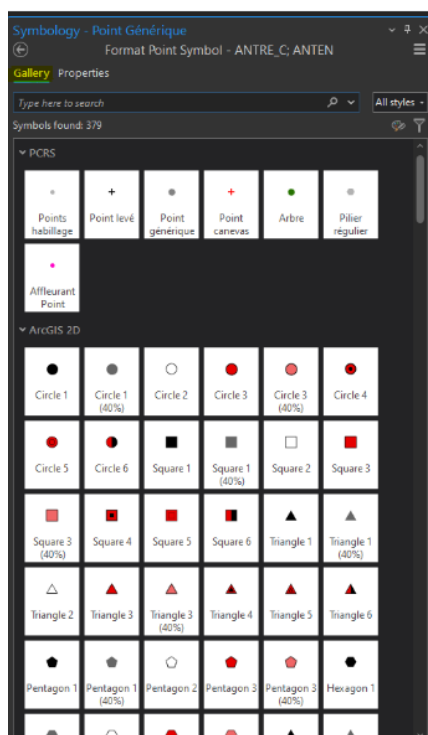 Symbology - Point Générique
Format Point Symbol - ANTRE_C; ANTEN
Gallery Properties
Type here to search
All styles
Symbols found: 379
PCRS
Points habillage
Point levé
Point générique
Point canevas
Arbre
Pilier régulier
Affleurant Point
ArcGIS 2D
Circle 1
Circle 1 (40%)
Circle 2
Circle 3
Circle 3 (40%)
Circle 4
Circle 5
Circle 6
Square 1
Square 1 (40%)
Square 2
Square 3
Square 3 (40%)
Square 4
Square 5
Square 6
Triangle 1
Triangle 1 (40%)
Triangle 2
Triangle 3
Triangle 3 (40%)
Triangle 4
Triangle 5
Triangle 6
Pentagon 1
Pentagon 1 (40%)
Pentagon 2
Pentagon 3
Pentagon 3 (40%)
Hexagon 1